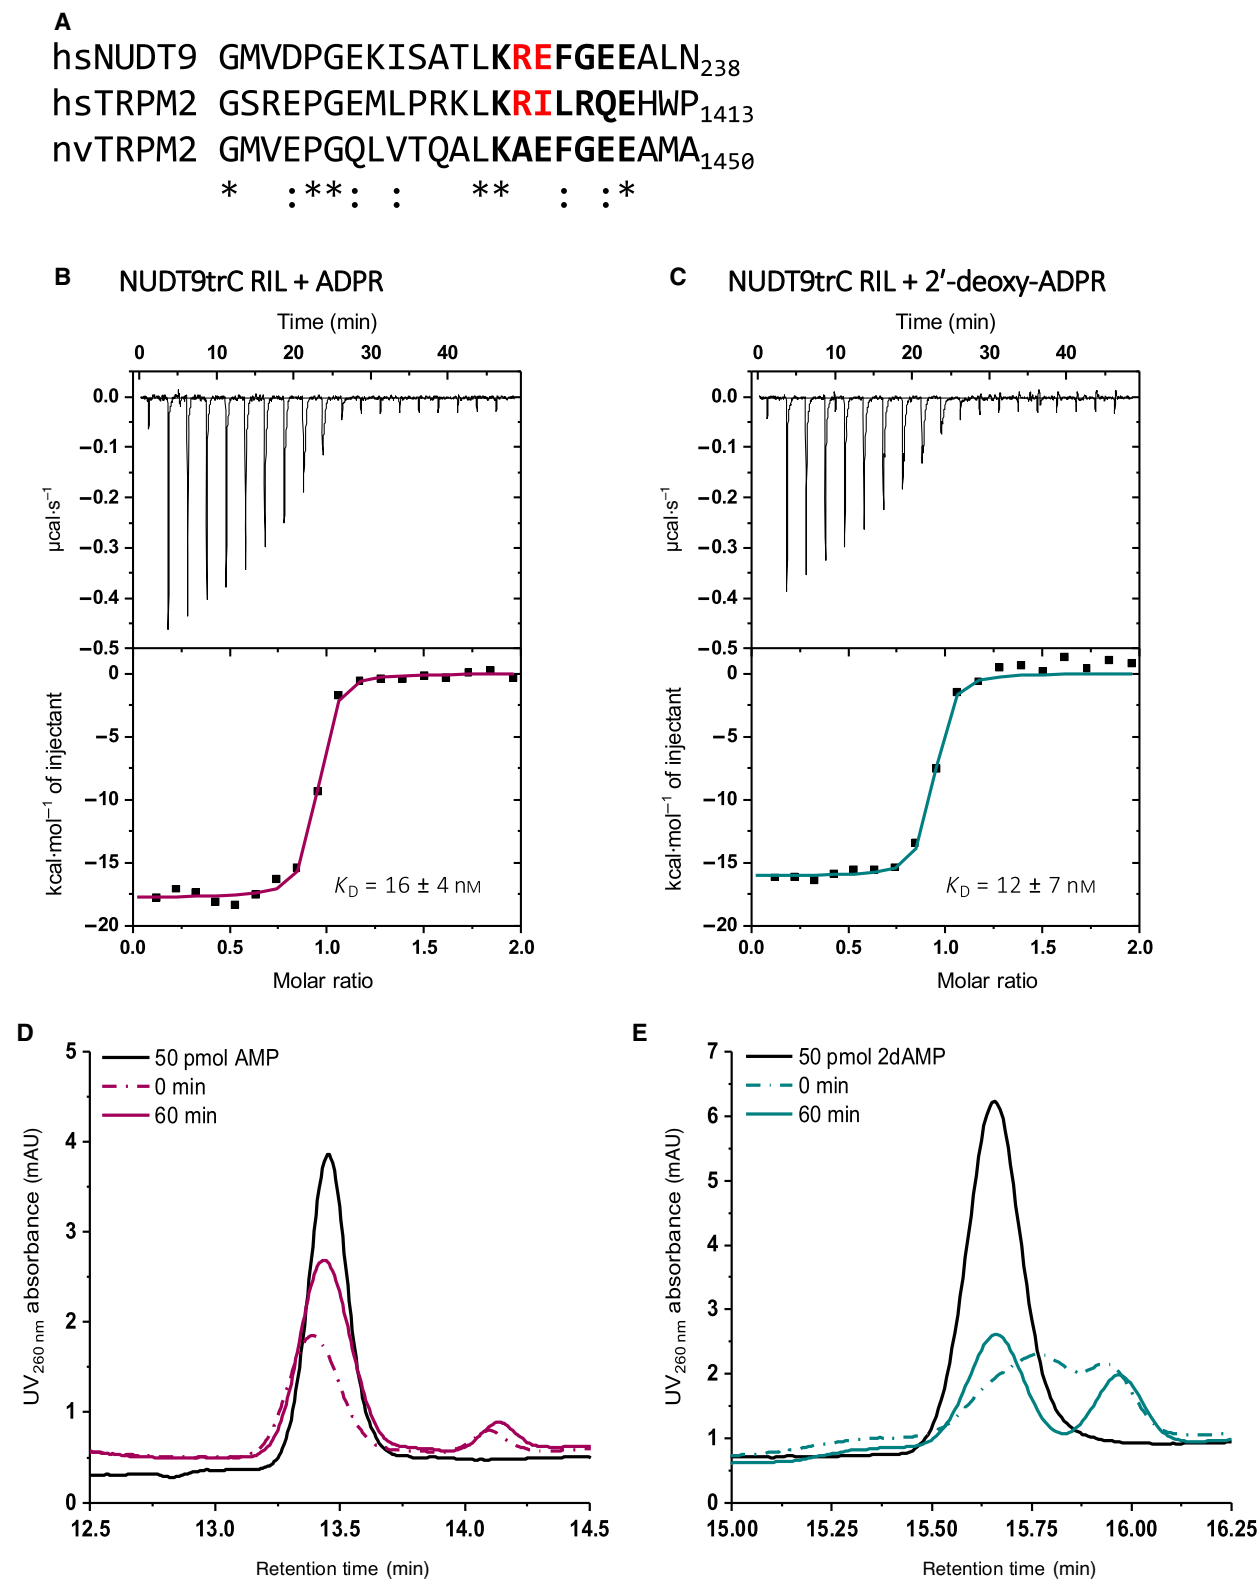 A
hsNUDT9 GMVDPGEKISATLKREFGEEALN238
hsTRPM2 GSREPGEMLPRKLKRILRQEHWP1413
nvTRPM2 GMVEPGQLVTQALKAEFGEEAMA1450
* :**: : ** : :*
B NUDT9trC RIL + ADPR
Time (min)
0 10 20 30 40
0.0
−0.1
−0.2
−0.3
−0.4
−0.5
µcal·s−1
0
−5
−10
−15
−20
kcal·mol−1 of injectant
KD = 16 ± 4 nM
0.0 0.5 1.0 1.5 2.0
Molar ratio
C NUDT9trC RIL + 2′-deoxy-ADPR
Time (min)
0 10 20 30 40
0.0
−0.1
−0.2
−0.3
−0.4
−0.5
µcal·s−1
0
−5
−10
−15
−20
kcal·mol−1 of injectant
KD = 12 ± 7 nM
0.0 0.5 1.0 1.5 2.0
Molar ratio
D
50 pmol AMP
0 min
60 min
5
4
3
2
1
0
UV260 nm absorbance (mAU)
12.5 13.0 13.5 14.0 14.5
Retention time (min)
E
50 pmol 2dAMP
0 min
60 min
7
6
5
4
3
2
1
0
UV260 nm absorbance (mAU)
15.00 15.25 15.50 15.75 16.00 16.25
Retention time (min)